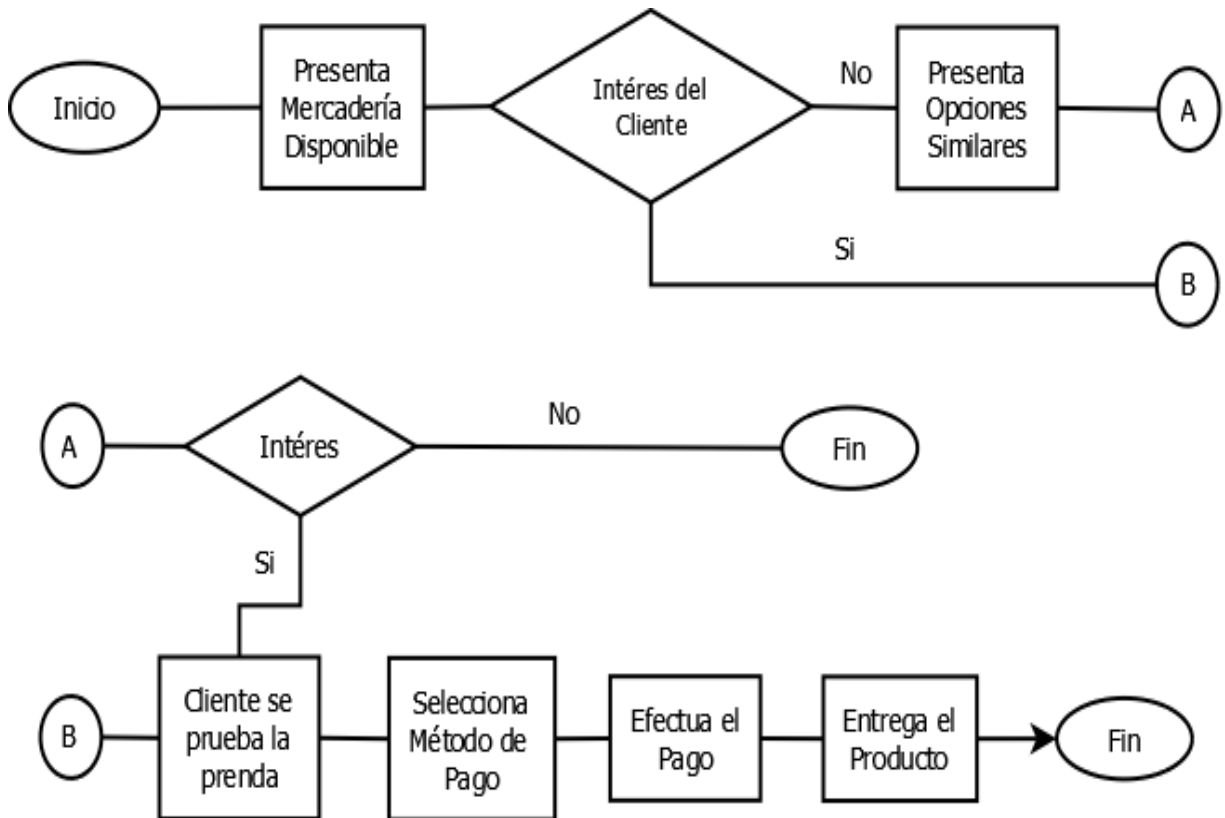 Inicio
Presenta
Mercadería
Disponible
Intéres del
Cliente
No
Presenta
Opciones
Similares
A
Si
B
A
Intéres
No
Fin
Si
B
Cliente se
prueba la
prenda
Selecciona
Método de
Pago
Efectua el
Pago
Entrega el
Producto
Fin